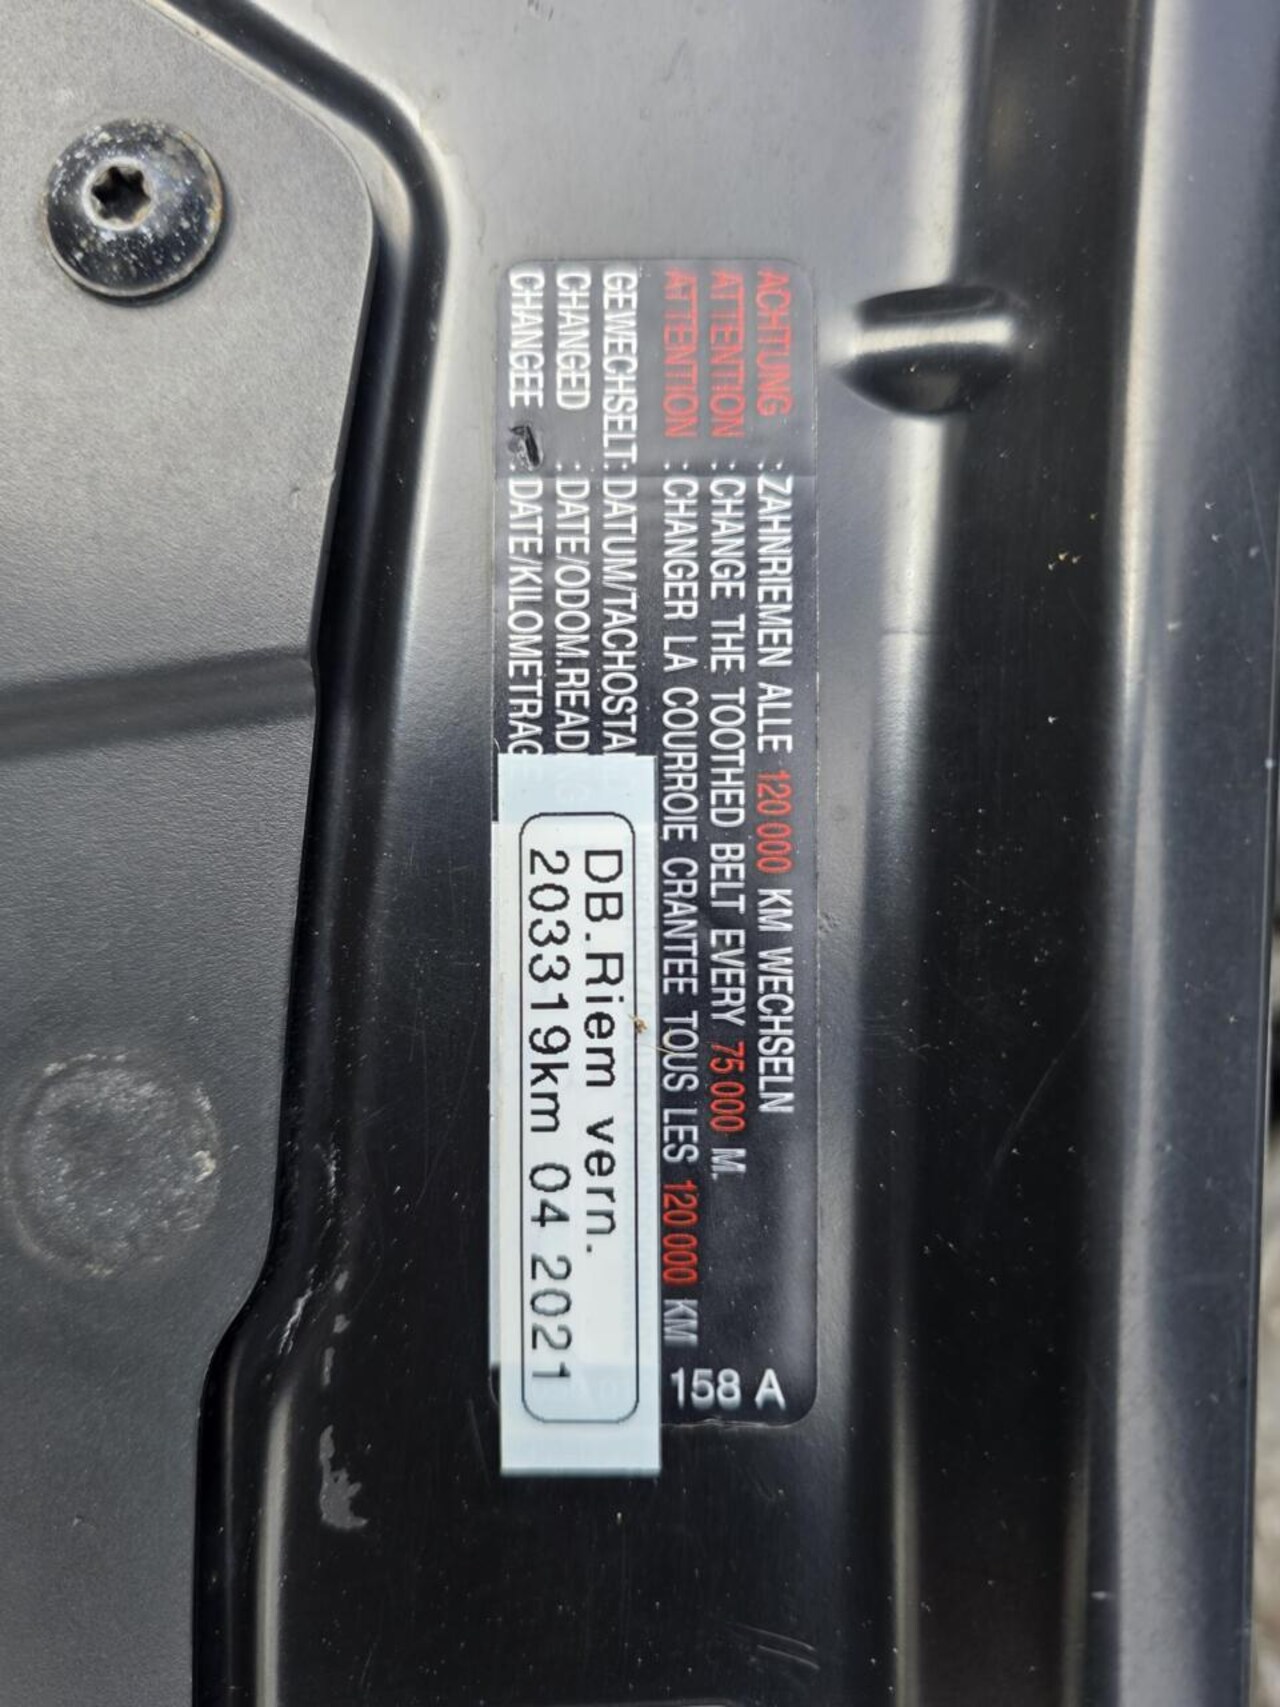 ACHTUNG : ZAHNRIEMEN ALLE 120 000 KM WECHSELN
ATTENTION : CHANGE THE TOOTHED BELT EVERY 75 000 M.
ATTENTION : CHANGER LA COURROIE CRANTEE TOUS LES 120 000 KM
158 A
GEWECHSELT: DATUM/TACHOSTA
CHANGED : DATE/ODOM.READ
CHANGEE : DATE/KILOMETRAG
DB.Riem vern.
203319km 04 2021